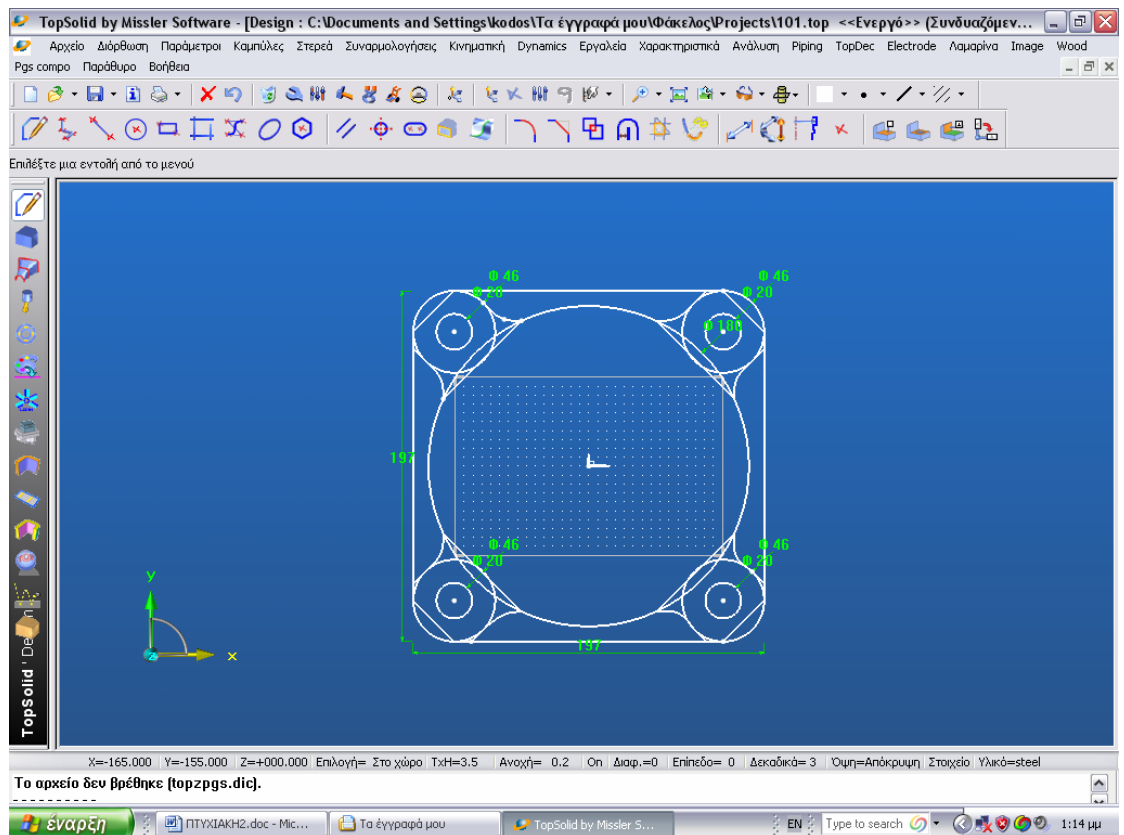 TopSolid by Missler Software - [Design : C:\Documents and Settings\kodos\Τα έγγραφά μου\Φάκελος\Projects\101.top <<Ενεργό>> (Συνδυαζόμεν...
Αρχείο Διόρθωση Παράμετροι Καμπύλες Στερεά Συναρμολογήσεις Κινηματική Dynamics Εργαλεία Χαρακτηριστικά Ανάλυση Piping TopDec Electrode Λαμαρίνα Image Wood
Pgs compo Παράθυρο Βοήθεια
Επιλέξτε μια εντολή από το μενού
Φ 46
Φ 46
Φ 20
Φ 20
Φ 180
197
Φ 46
Φ 46
Φ 20
Φ 20
197
y
x
z
TopSolid'Design
X=-165.000 Y=-155.000 Z=+000.000 Επιλογή= Στο χώρο TxH=3.5 Ανοχή= 0.2 On Διαφ.=0 Επίπεδο= 0 Δεκαδικά= 3 Όψη=Απόκρυψη Στοιχείο Υλικό=steel
Το αρχείο δεν βρέθηκε (topzpgs.dic).
----------
έναρξη ΠΤΥΧΙΑΚΗ2.doc - Mic... Τα έγγραφά μου TopSolid by Missler S... EN Type to search 1:14 μμ